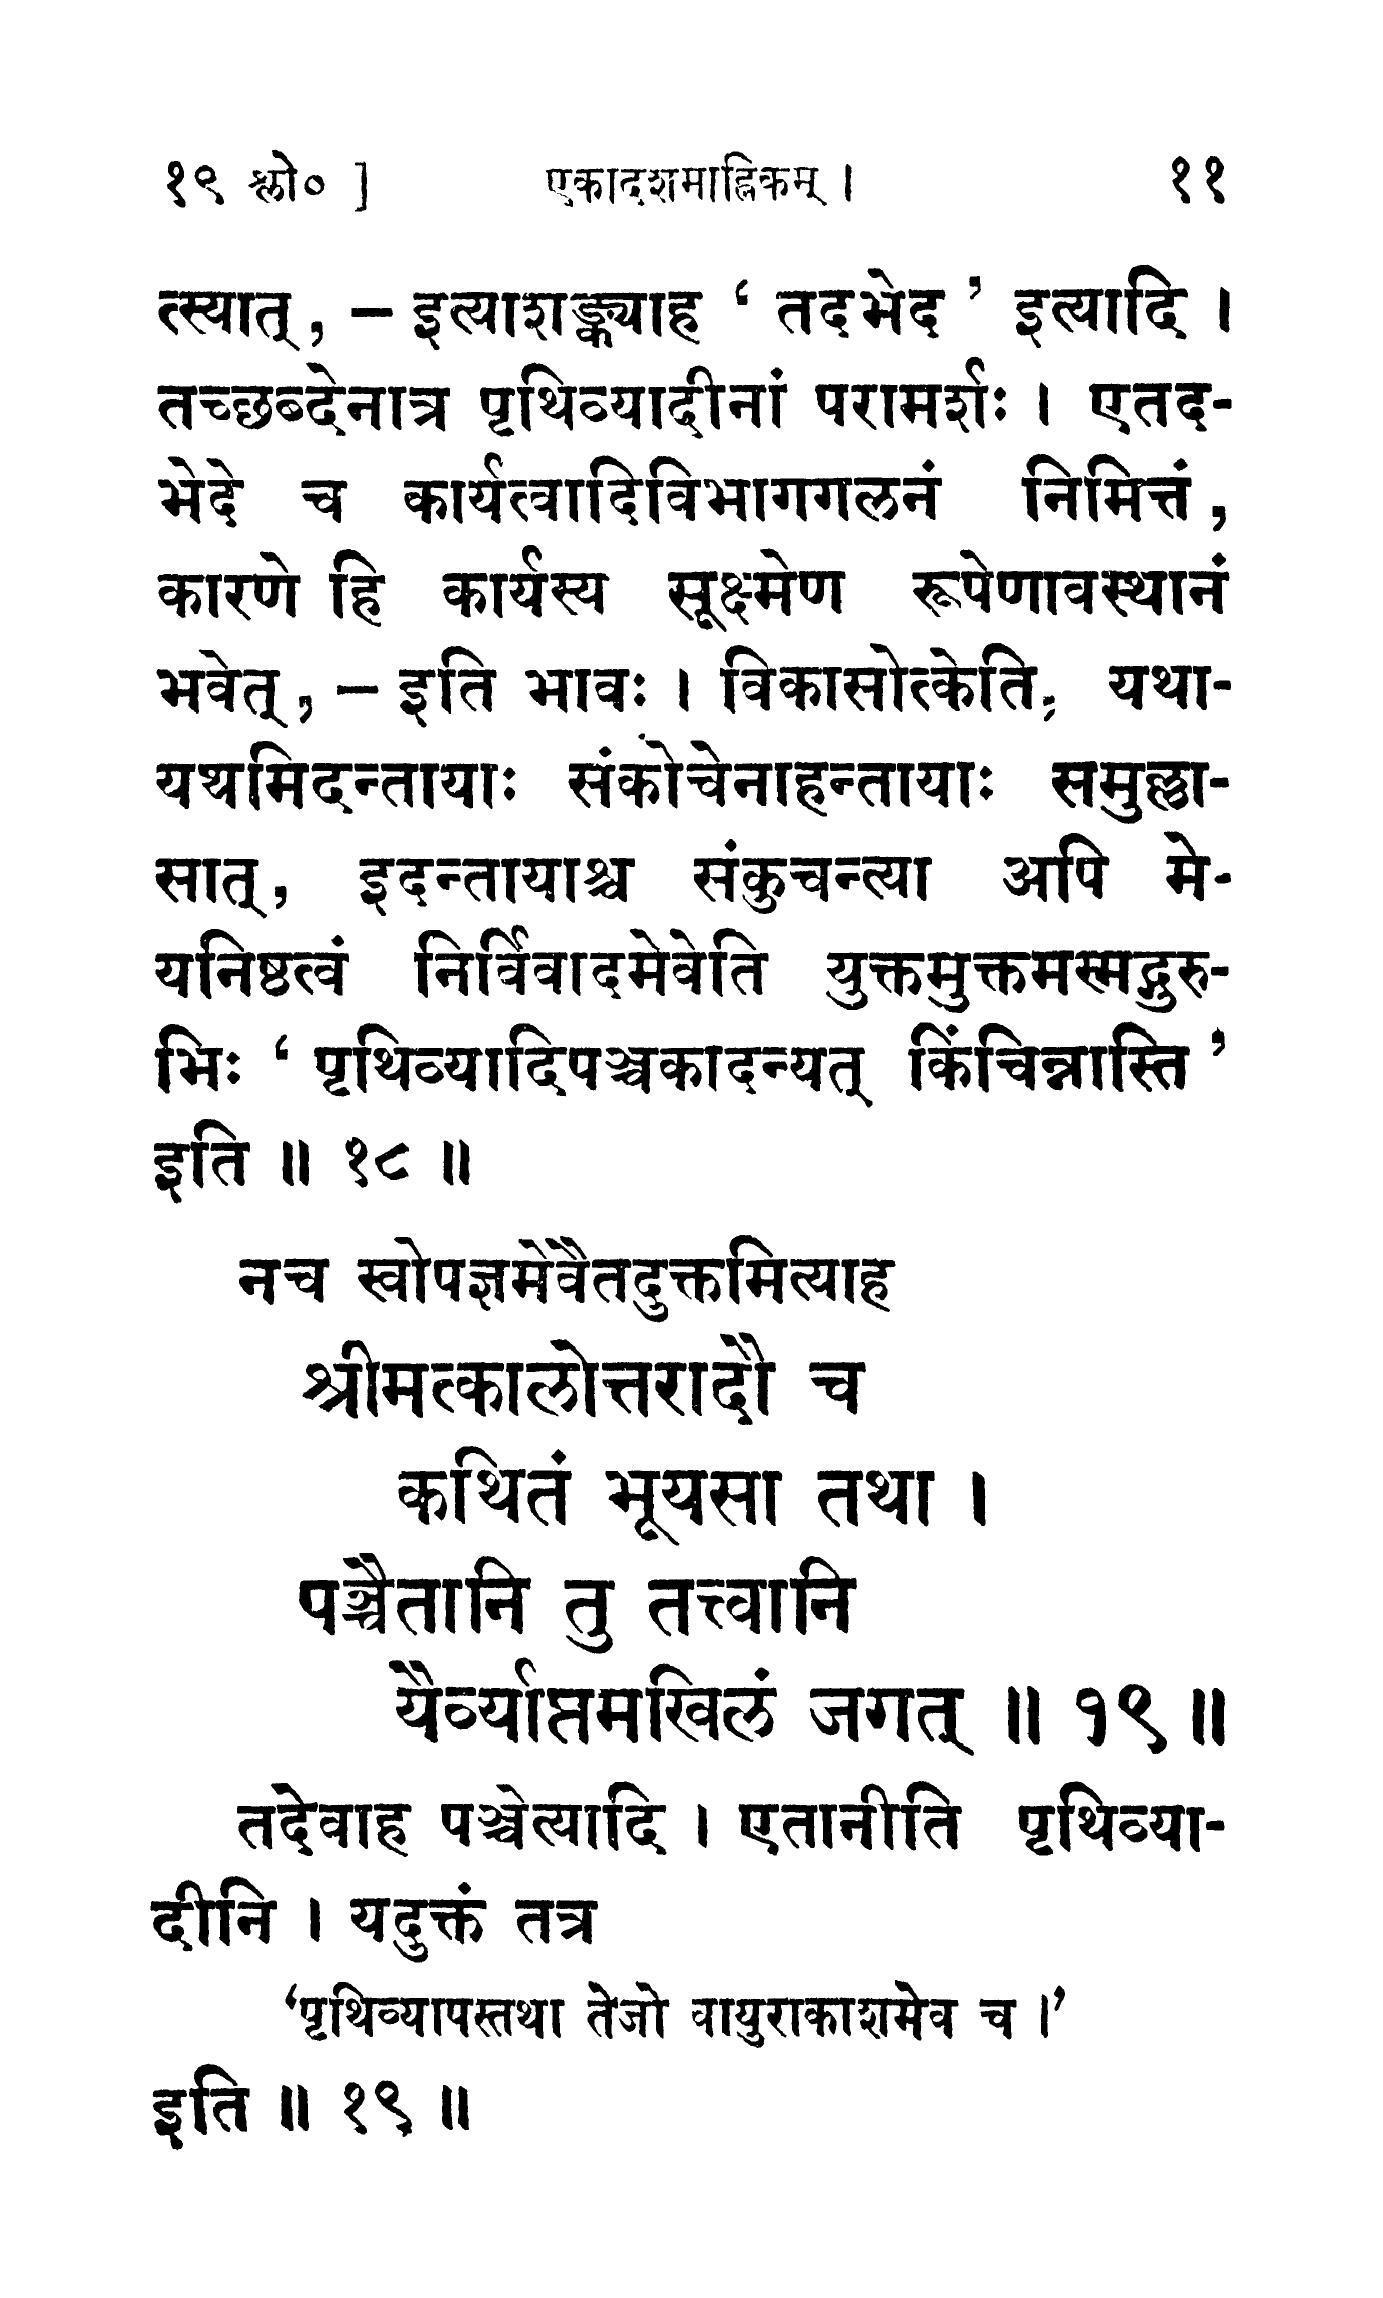 १९ श्लो० ] एकादशमाह्निकम् । ११
त्स्यात्, – इत्याशङ्क्याह ‘ तदभेद ’ इत्यादि ।
तच्छब्देनात्र पृथिव्यादीनां परामर्शः । एतद-
भेदे च कार्यत्वादिविभागगलनं निमित्तं,
कारणे हि कार्यस्य सूक्ष्मेण रूपेणावस्थानं
भवेत्, – इति भावः । विकासोत्केति, यथा-
यथमिदन्तायाः संकोचेनाहन्तायाः समुल्ला-
सात्, इदन्तायाश्च संकुचन्त्या अपि मे-
यनिष्ठत्वं निर्विवादमेवेति युक्तमुक्तमस्मद्गुरु-
भिः ‘ पृथिव्यादिपञ्चकादन्यत् किंचिन्नास्ति ’
इति ॥ १८ ॥
नच स्वोपज्ञमेवैतदुक्तमित्याह
श्रीमत्कालोत्तरादौ च
कथितं भूयसा तथा ।
पञ्चैतानि तु तत्त्वानि
यैर्व्याप्तमखिलं जगत् ॥ १९ ॥
तदेवाह पञ्चेत्यादि । एतानीति पृथिव्या-
दीनि । यदुक्तं तत्र
‘पृथिव्यापस्तथा तेजो वायुराकाशमेव च ।’
इति ॥ १९ ॥